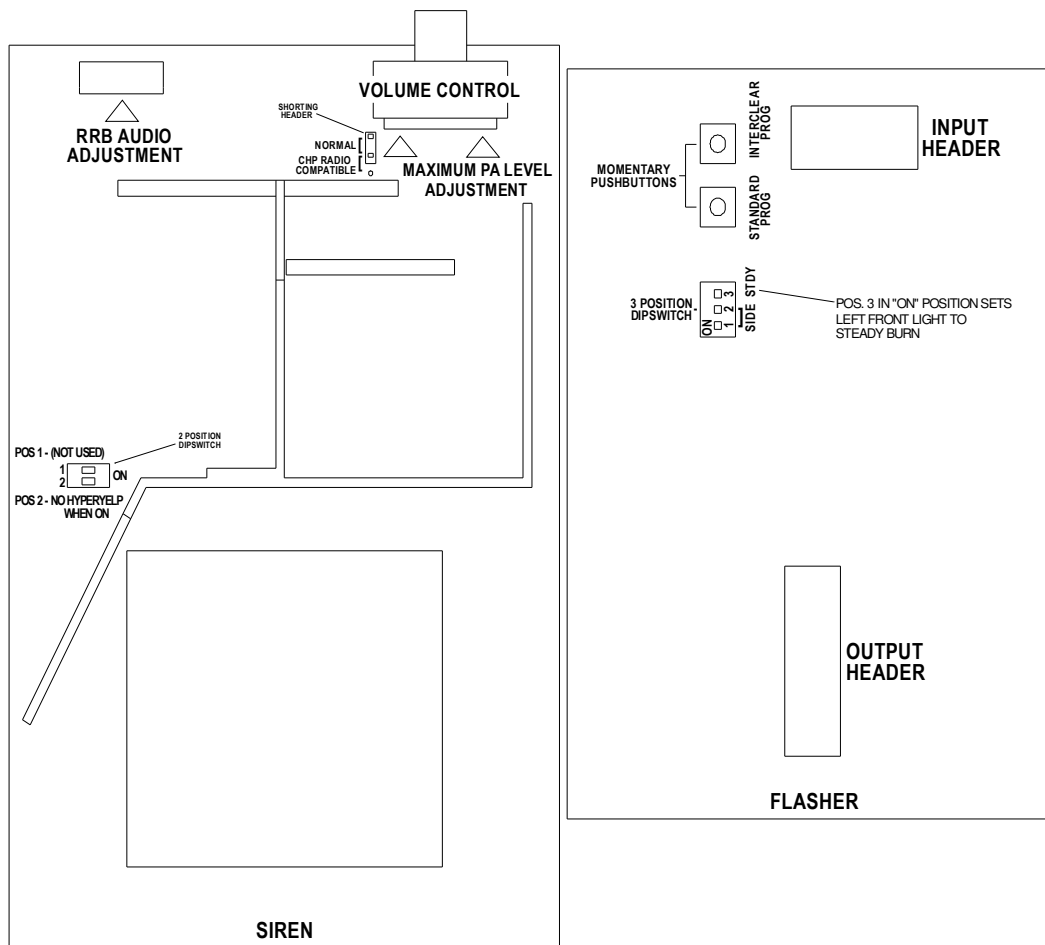 VOLUME CONTROL
RRB AUDIO
ADJUSTMENT
SHORTING
HEADER
NORMAL
CHP RADIO
COMPATIBLE
MAXIMUM PA LEVEL
ADJUSTMENT
POS 1 - (NOT USED)
2 POSITION
DIPSWITCH
1
2
ON
POS 2 - NO HYPERYELP
WHEN ON
SIREN
MOMENTARY
PUSHBUTTONS
INTERCLEAR
PROG
STANDARD
PROG
INPUT
HEADER
3 POSITION
DIPSWITCH
ON
1 2 3
SIDE STDY
POS. 3 IN "ON" POSITION SETS
LEFT FRONT LIGHT TO
STEADY BURN
OUTPUT
HEADER
FLASHER